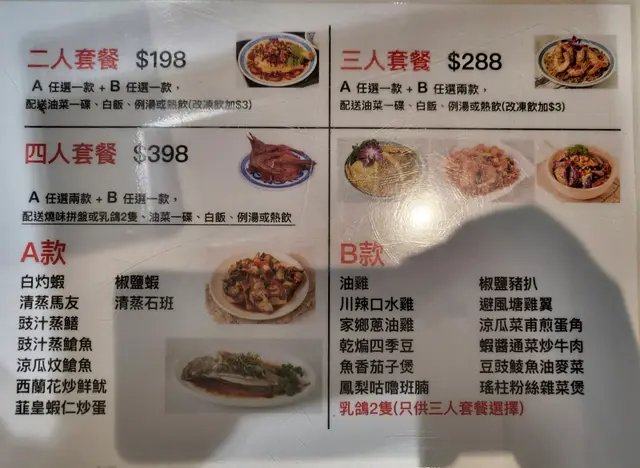 二人套餐 $198
A 任選一款 + B 任選一款，
配送油菜一碟、白飯、例湯或熱飲(改凍飲加$3)
三人套餐 $288
A 任選一款 + B 任選兩款，
配送油菜一碟、白飯、例湯或熱飲(改凍飲加$3)
四人套餐 $398
A 任選兩款 + B 任選一款，
配送燒味拼盤或乳鴿2隻、油菜一碟、白飯、例湯或熱飲
A款
白灼蝦
清蒸馬友
豉汁蒸鱔
豉汁蒸鯧魚
涼瓜炆鯧魚
西蘭花炒鮮魷
韮皇蝦仁炒蛋
椒鹽蝦
清蒸石班
B款
油雞
川辣口水雞
家鄉蔥油雞
乾煸四季豆
魚香茄子煲
鳳梨咕嚕班腩
乳鴿2隻(只供三人套餐選擇)
椒鹽豬扒
避風塘雞翼
涼瓜菜甫煎蛋角
蝦醬通菜炒牛肉
豆豉鯪魚油麥菜
瑤柱粉絲雜菜煲